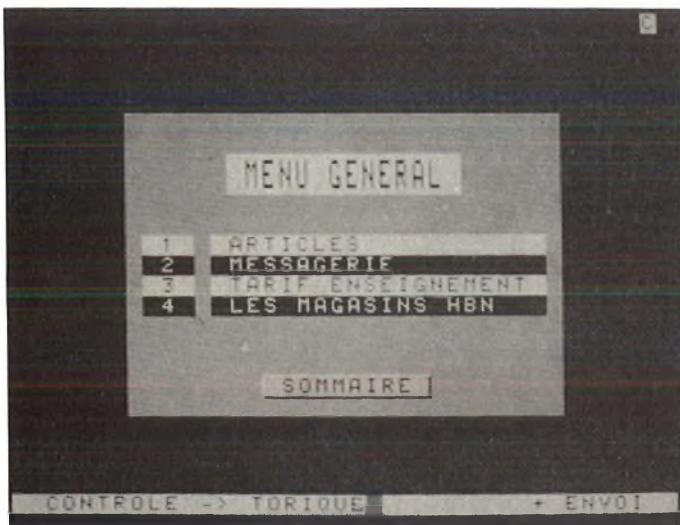 C
MENU GENERAL
1 ARTICLES
2 MESSAGERIE
3 TARIF ENSEIGNEMENT
4 LES MAGASINS HBN
SOMMAIRE
CONTROLE -> TORIQUE + ENVOI